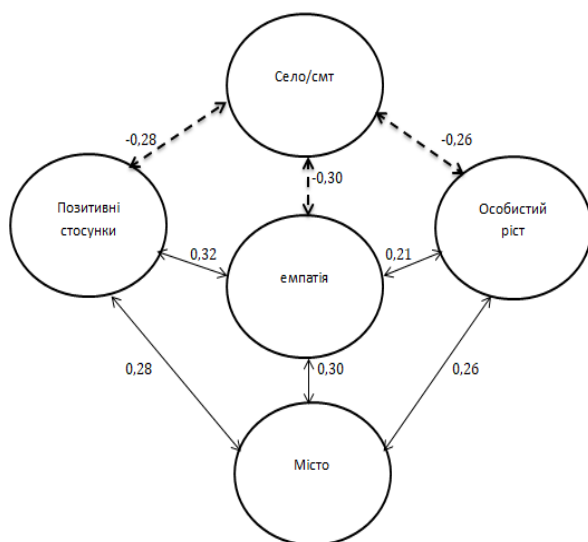 Село/смт
-0,28
-0,26
-0,30
Позитивні
стосунки
Особистий
ріст
0,32
0,21
емпатія
0,28
0,30
0,26
Місто